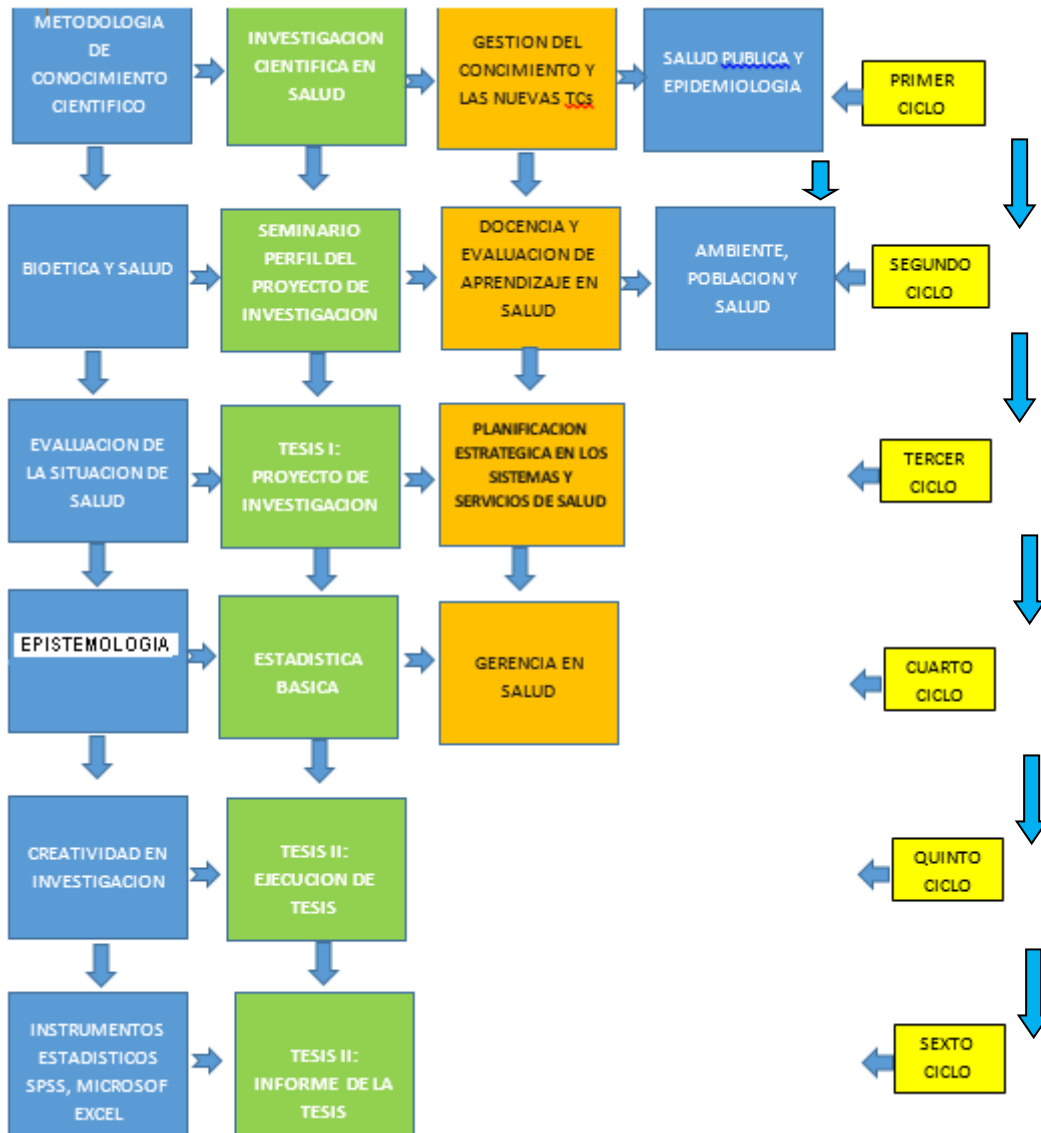 METODOLOGIA
DE
CONOCIMIENTO
CIENTIFICO
INVESTIGACION
CIENTIFICA EN
SALUD
GESTION DEL
CONCIMIENTO Y
LAS NUEVAS TCs
SALUD PUBLICA Y
EPIDEMIOLOGIA
PRIMER
CICLO
BIOETICA Y SALUD
SEMINARIO
PERFIL DEL
PROYECTO DE
INVESTIGACION
DOCENCIA Y
EVALUACION DE
APRENDIZAJE EN
SALUD
AMBIENTE,
POBLACION Y
SALUD
SEGUNDO
CICLO
EVALUACION DE
LA SITUACION DE
SALUD
TESIS I:
PROYECTO DE
INVESTIGACION
PLANIFICACION
ESTRATEGICA EN LOS
SISTEMAS Y
SERVICIOS DE SALUD
TERCER
CICLO
EPISTEMOLOGIA
ESTADISTICA
BASICA
GERENCIA EN
SALUD
CUARTO
CICLO
CREATIVIDAD EN
INVESTIGACION
TESIS II:
EJECUCION DE
TESIS
QUINTO
CICLO
INSTRUMENTOS
ESTADISTICOS
SPSS, MICROSOF
EXCEL
TESIS II:
INFORME DE LA
TESIS
SEXTO
CICLO